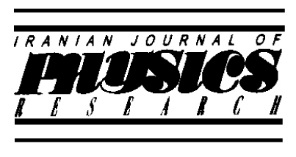 IRANIAN JOURNAL OF
PHYSICS
RESEARCH